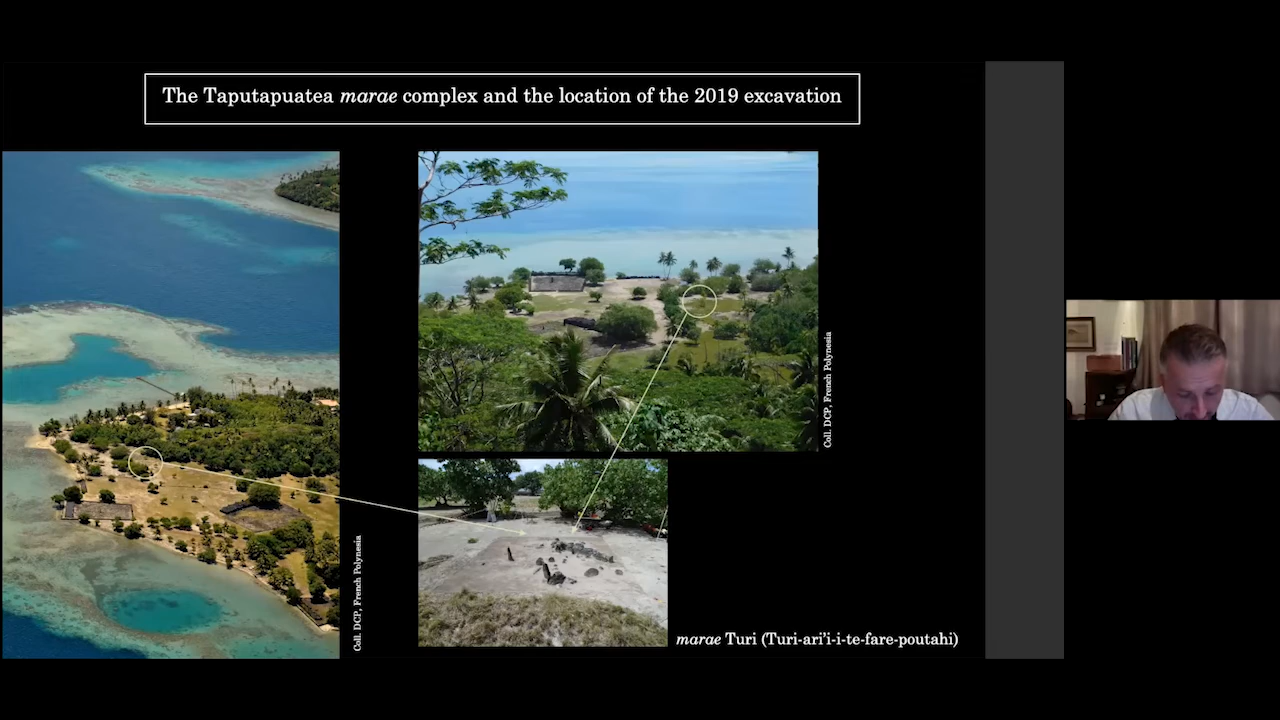 The Taputapuatea marae complex and the location of the 2019 excavation
Coll. DCP, French Polynesia
Coll. DCP, French Polynesia
marae Turi (Turi-ari'i-i-te-fare-poutahi)